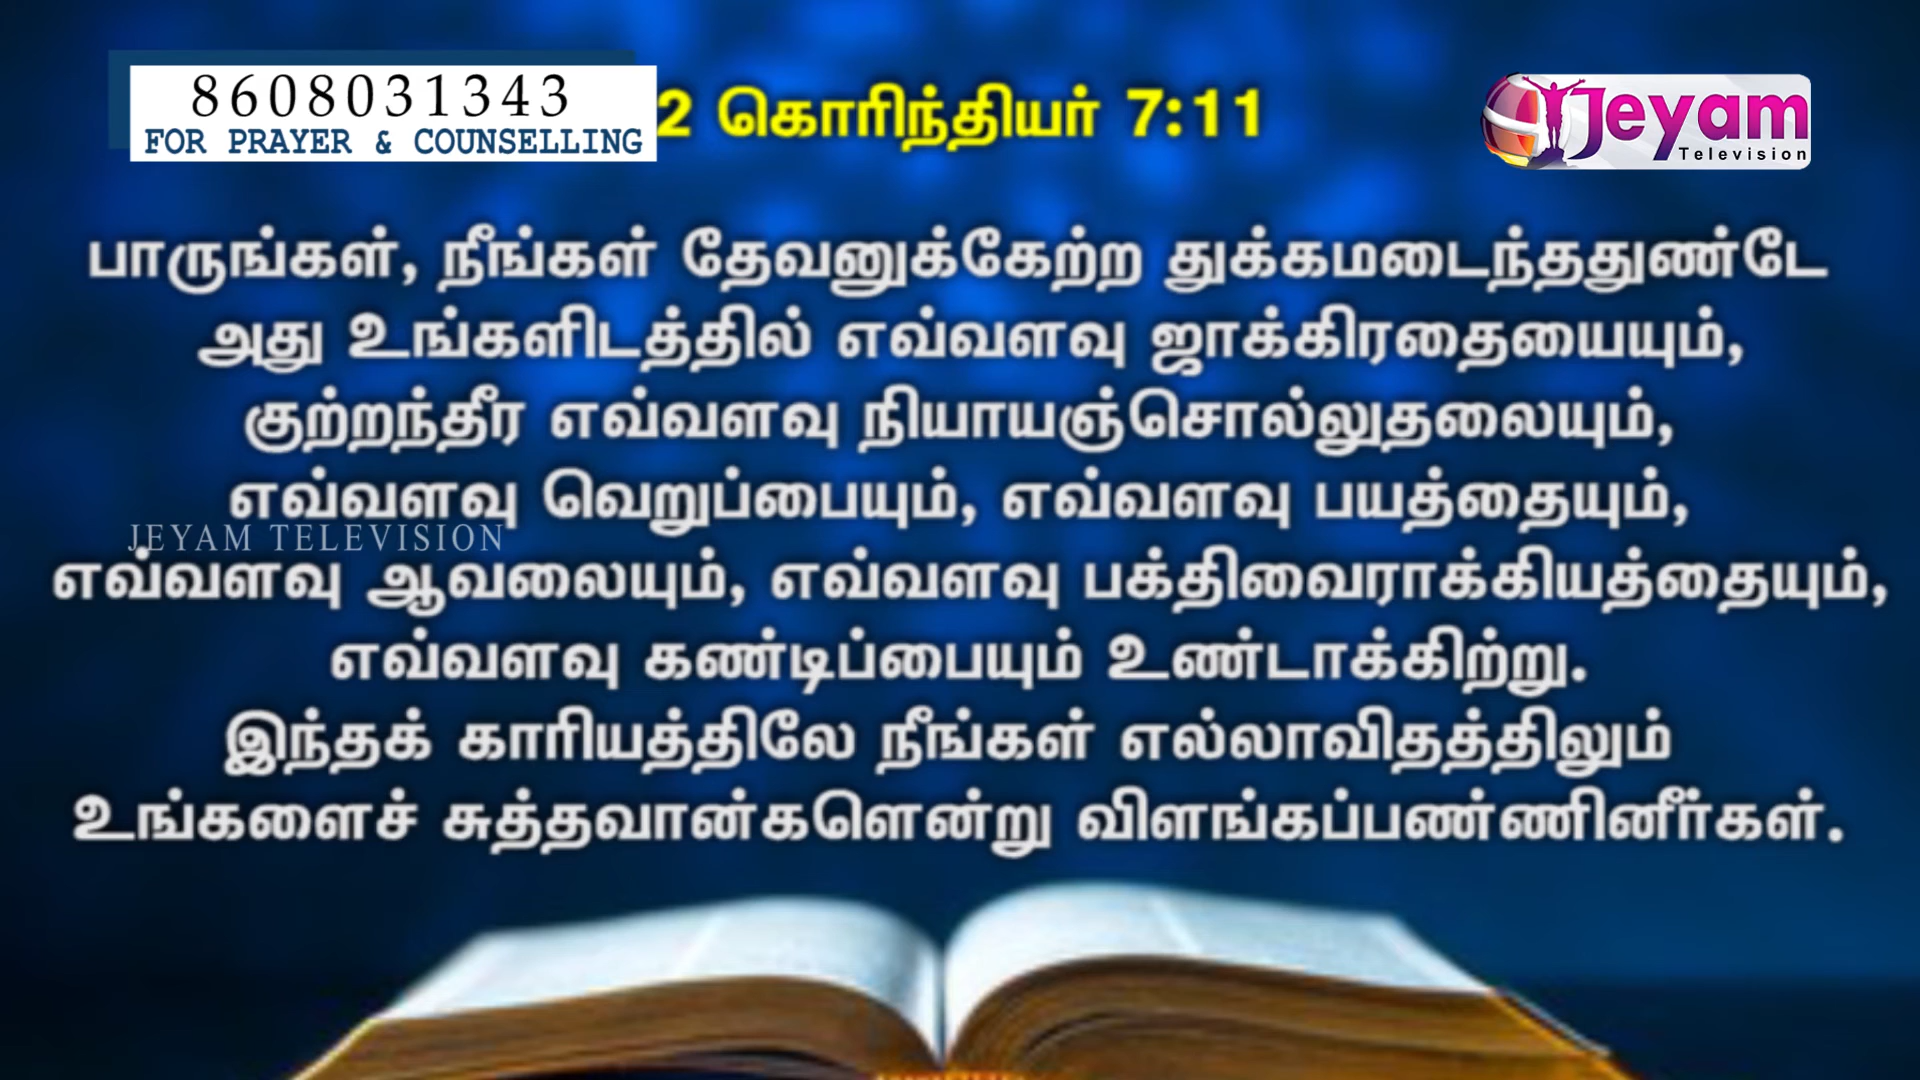 8608031343
FOR PRAYER & COUNSELLING
2 கொரிந்தியர் 7:11
Jeyam
Television
பாருங்கள், நீங்கள் தேவனுக்கேற்ற துக்கமடைந்ததுண்டே
அது உங்களிடத்தில் எவ்வளவு ஜாக்கிரதையையும்,
குற்றந்தீர எவ்வளவு நியாயஞ்சொல்லுதலையும்,
எவ்வளவு வெறுப்பையும், எவ்வளவு பயத்தையும்,
JEYAM TELEVISION
எவ்வளவு ஆவலையும், எவ்வளவு பக்திவைராக்கியத்தையும்,
எவ்வளவு கண்டிப்பையும் உண்டாக்கிற்று.
இந்தக் காரியத்திலே நீங்கள் எல்லாவிதத்திலும்
உங்களைச் சுத்தவான்களென்று விளங்கப்பண்ணினீர்கள்.